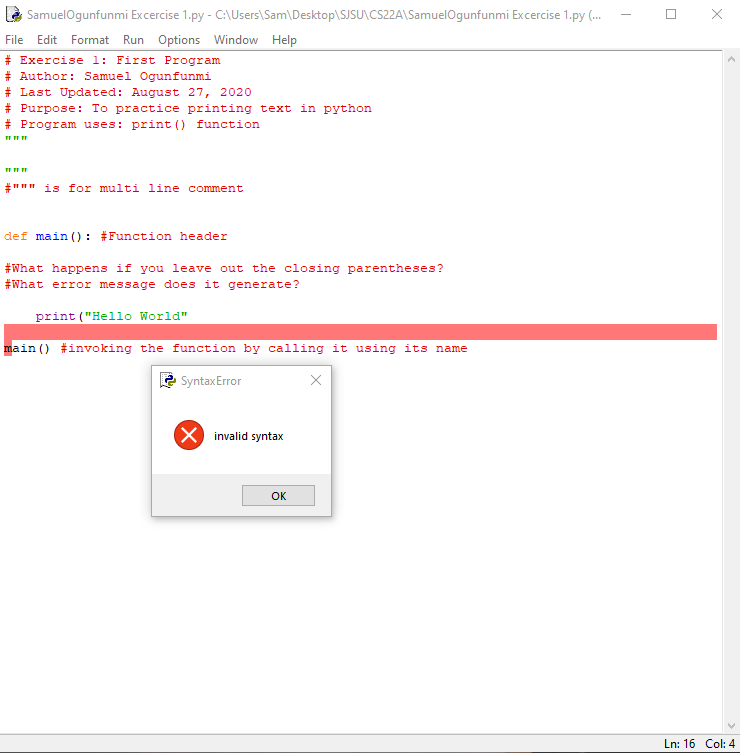 SamuelOgunfunmi Excercise 1.py - C:\Users\Sam\Desktop\SJSU\CS22A\SamuelOgunfunmi Excercise 1.py (...
File Edit Format Run Options Window Help
# Exercise 1: First Program
# Author: Samuel Ogunfunmi
# Last Updated: August 27, 2020
# Purpose: To practice printing text in python
# Program uses: print() function
"""
"""
#""" is for multi line comment
def main(): #Function header
#What happens if you leave out the closing parentheses?
#What error message does it generate?
    print("Hello World"
main() #invoking the function by calling it using its name
SyntaxError
invalid syntax
OK
Ln: 16 Col: 4